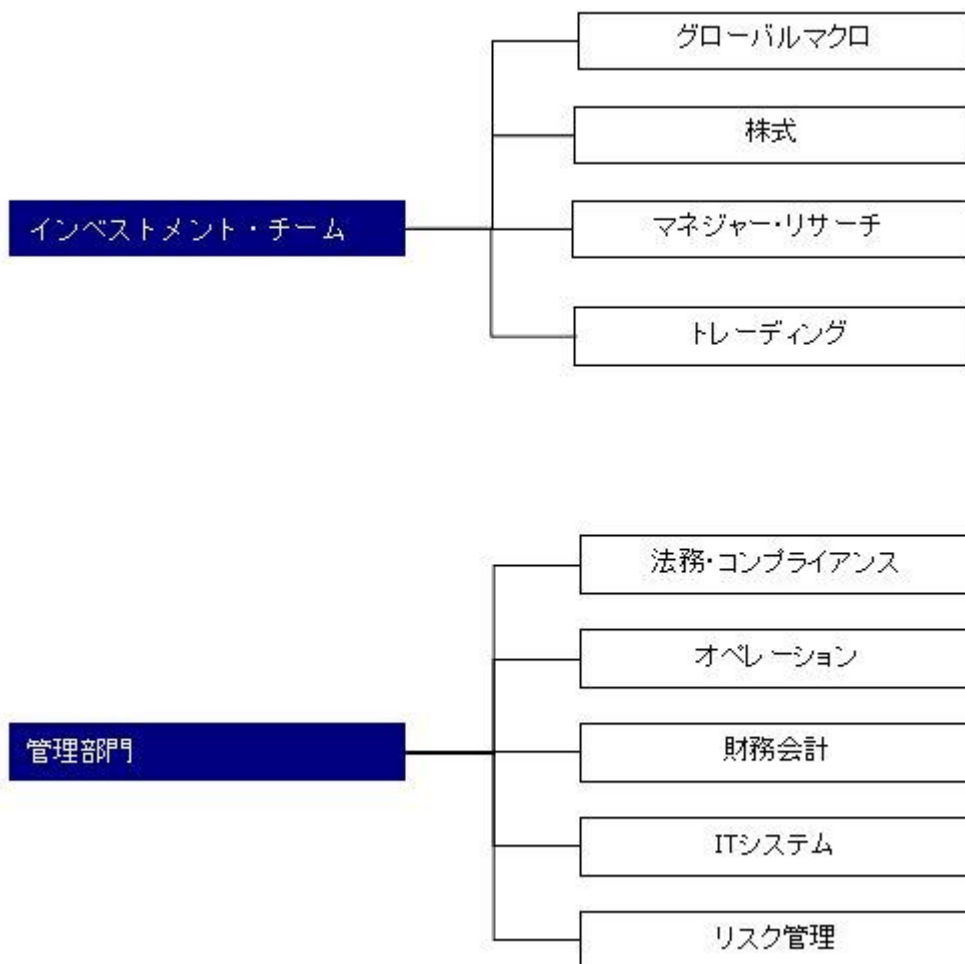 グローバルマクロ
株式
インベストメント・チーム
マネジャー・リサーチ
トレーディング
法務・コンプライアンス
オペレーション
管理部門
財務会計
ITシステム
リスク管理